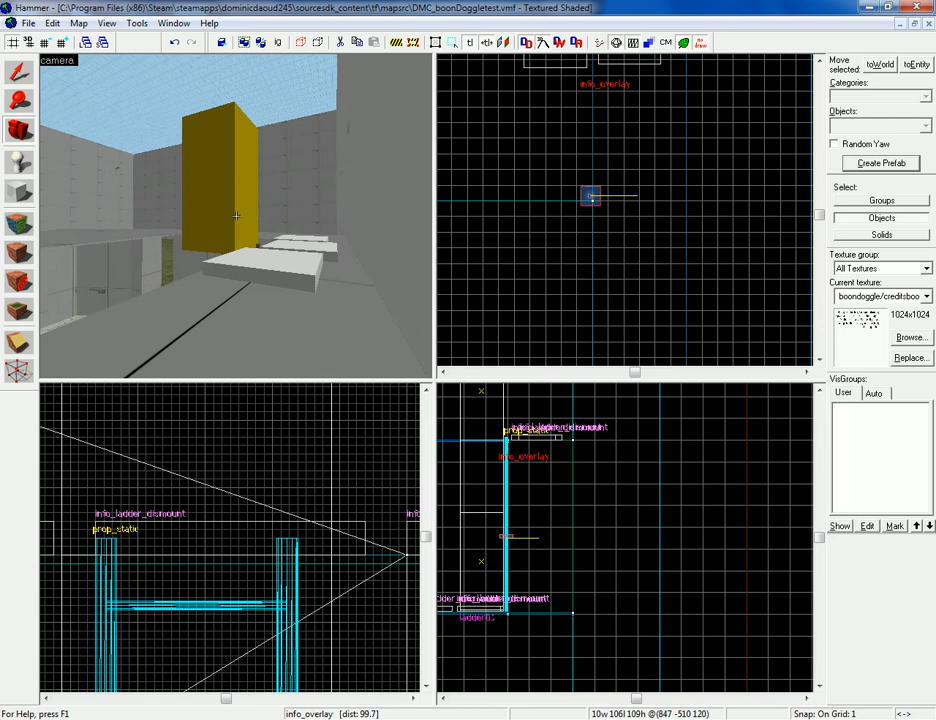 Hammer - [C:\Program Files (x86)\Steam\steamapps\dominicdaoud245\sourcesdk_content\tf\mapsrc\DMC_boonDoggletest.vmf - Textured Shaded]
File Edit Map View Tools Window Help
camera
info_overlay
Move selected:
toWorld
toEntity
Categories:
Objects:
Random Yaw
Create Prefab
Select:
Groups
Objects
Solids
Texture group:
All Textures
Current texture:
boondoggle/creditsboo
1024x1024
Browse...
Replace...
VisGroups:
User
Auto
Show
Edit
Mark
info_ladder_dismount
prop_static
info_overlay
For Help, press F1
info_overlay [dist: 99.7]
10w 106l 109h @(847 -510 120)
Snap: On Grid: 1
<->